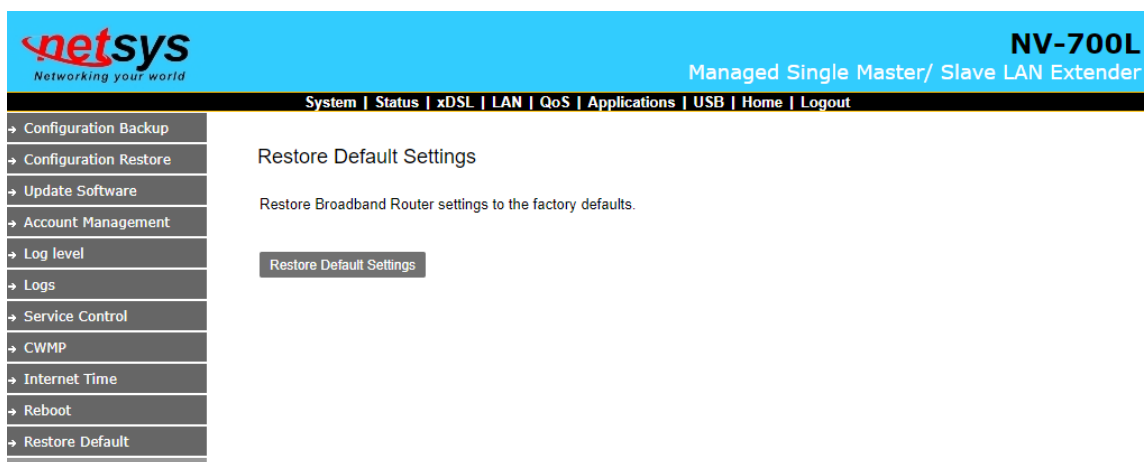 netsys
Networking your world
NV-700L
Managed Single Master/ Slave LAN Extender
System | Status | xDSL | LAN | QoS | Applications | USB | Home | Logout
→ Configuration Backup
→ Configuration Restore
→ Update Software
→ Account Management
→ Log level
→ Logs
→ Service Control
→ CWMP
→ Internet Time
→ Reboot
→ Restore Default
Restore Default Settings
Restore Broadband Router settings to the factory defaults.
Restore Default Settings